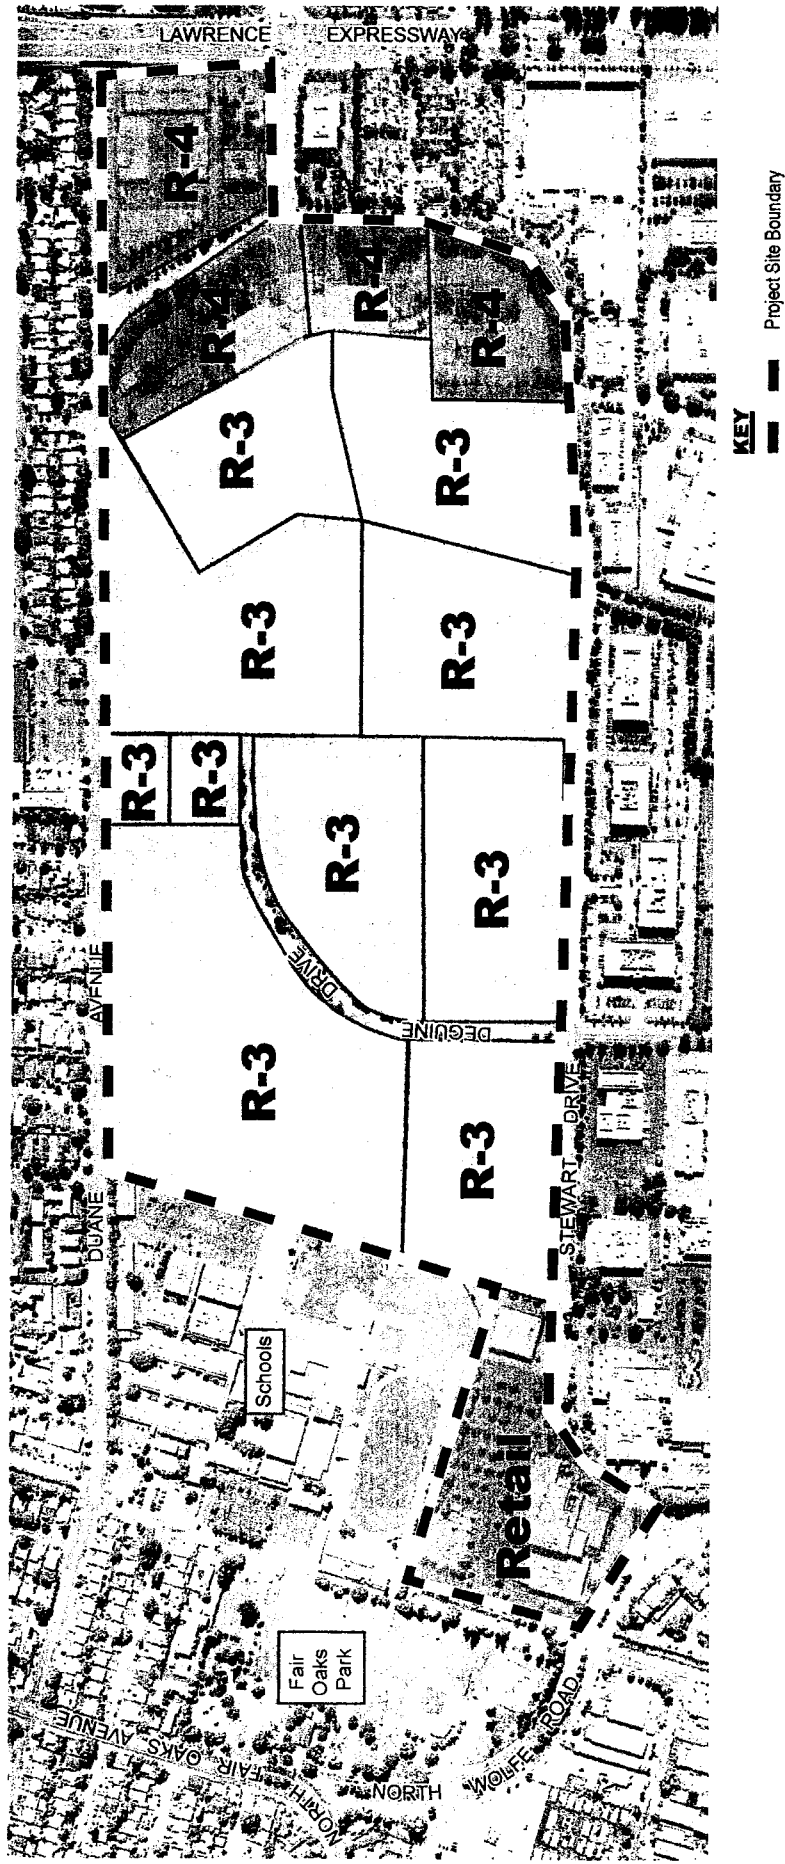 LAWRENCE EXPRESSWAY
R-4
R-4
R-4
R-4
R-3
R-3
R-3
R-3
R-3
R-3
R-3
R-3
R-3
R-3
DUANE AVENUE
DEGUINE DRIVE
STEWART DRIVE
Schools
Retail
Fair
Oaks
Park
NORTH FAIR OAKS AVENUE
NORTH WOLFE ROAD
KEY
Project Site Boundary